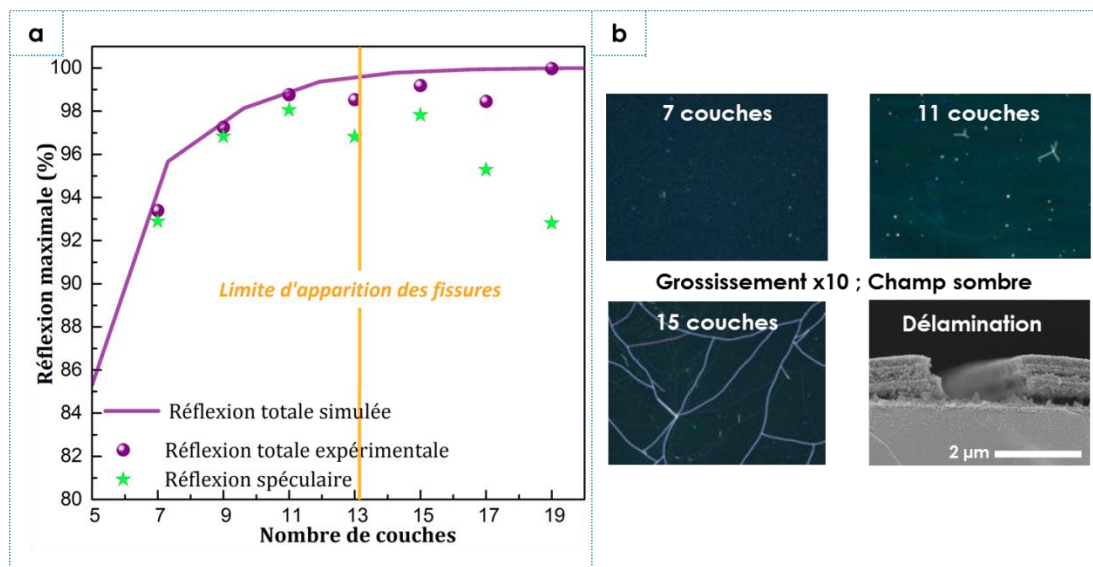 a
Réflexion maximale (%)
100
98
96
94
92
90
88
86
84
82
80
Limite d'apparition des fissures
Réflexion totale simulée
Réflexion totale expérimentale
Réflexion spéculaire
5 7 9 11 13 15 17 19
Nombre de couches
b
7 couches
11 couches
Grossissement x10 ; Champ sombre
15 couches
Délamination
2 µm